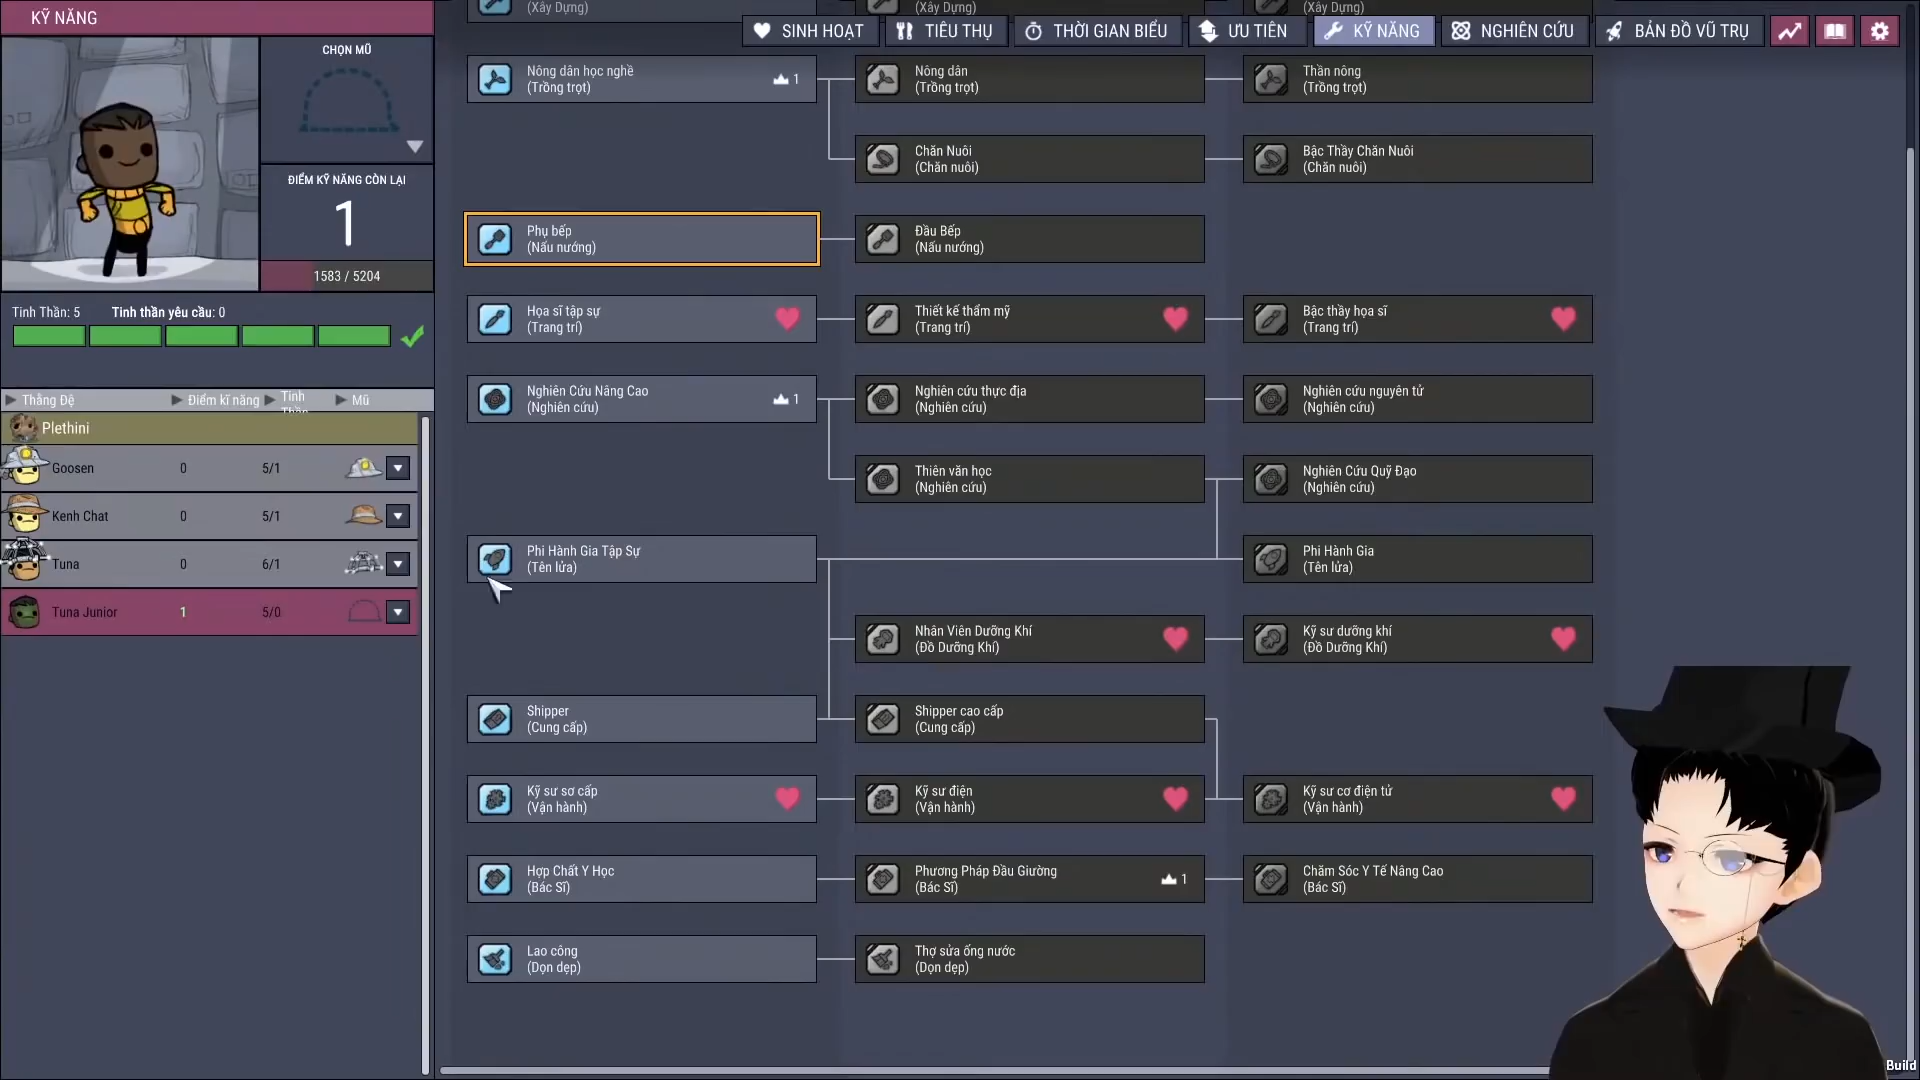 KỸ NĂNG
SINH HOẠT
TIÊU THỤ
THỜI GIAN BIỂU
ƯU TIÊN
KỸ NĂNG
NGHIÊN CỨU
BẢN ĐỒ VŨ TRỤ
CHỌN MŨ
ĐIỂM KỸ NĂNG CÒN LẠI
1
1583 / 5204
Tinh Thần: 5
Tinh thần yêu cầu: 0
Thằng Đệ
Điểm kĩ năng
Tinh
Thần
Mũ
Plethini
Goosen 0 5/1
Kenh Chat 0 5/1
Tuna 0 6/1
Tuna Junior 1 5/0
(Xây Dựng)
(Xây Dựng)
(Xây Dựng)
Nông dân học nghề
(Trồng trọt)
1
Nông dân
(Trồng trọt)
Thần nông
(Trồng trọt)
Chăn Nuôi
(Chăn nuôi)
Bậc Thầy Chăn Nuôi
(Chăn nuôi)
Phụ bếp
(Nấu nướng)
Đầu Bếp
(Nấu nướng)
Họa sĩ tập sự
(Trang trí)
Thiết kế thẩm mỹ
(Trang trí)
Bậc thầy họa sĩ
(Trang trí)
Nghiên Cứu Nâng Cao
(Nghiên cứu)
1
Nghiên cứu thực địa
(Nghiên cứu)
Nghiên cứu nguyên tử
(Nghiên cứu)
Thiên văn học
(Nghiên cứu)
Nghiên Cứu Quỹ Đạo
(Nghiên cứu)
Phi Hành Gia Tập Sự
(Tên lửa)
Phi Hành Gia
(Tên lửa)
Nhân Viên Dưỡng Khí
(Đồ Dưỡng Khí)
Kỹ sư dưỡng khí
(Đồ Dưỡng Khí)
Shipper
(Cung cấp)
Shipper cao cấp
(Cung cấp)
Kỹ sư sơ cấp
(Vận hành)
Kỹ sư điện
(Vận hành)
Kỹ sư cơ điện tử
(Vận hành)
Hợp Chất Y Học
(Bác Sĩ)
Phương Pháp Đầu Giường
(Bác Sĩ)
1
Chăm Sóc Y Tế Nâng Cao
(Bác Sĩ)
Lao công
(Dọn dẹp)
Thợ sửa ống nước
(Dọn dẹp)
Build